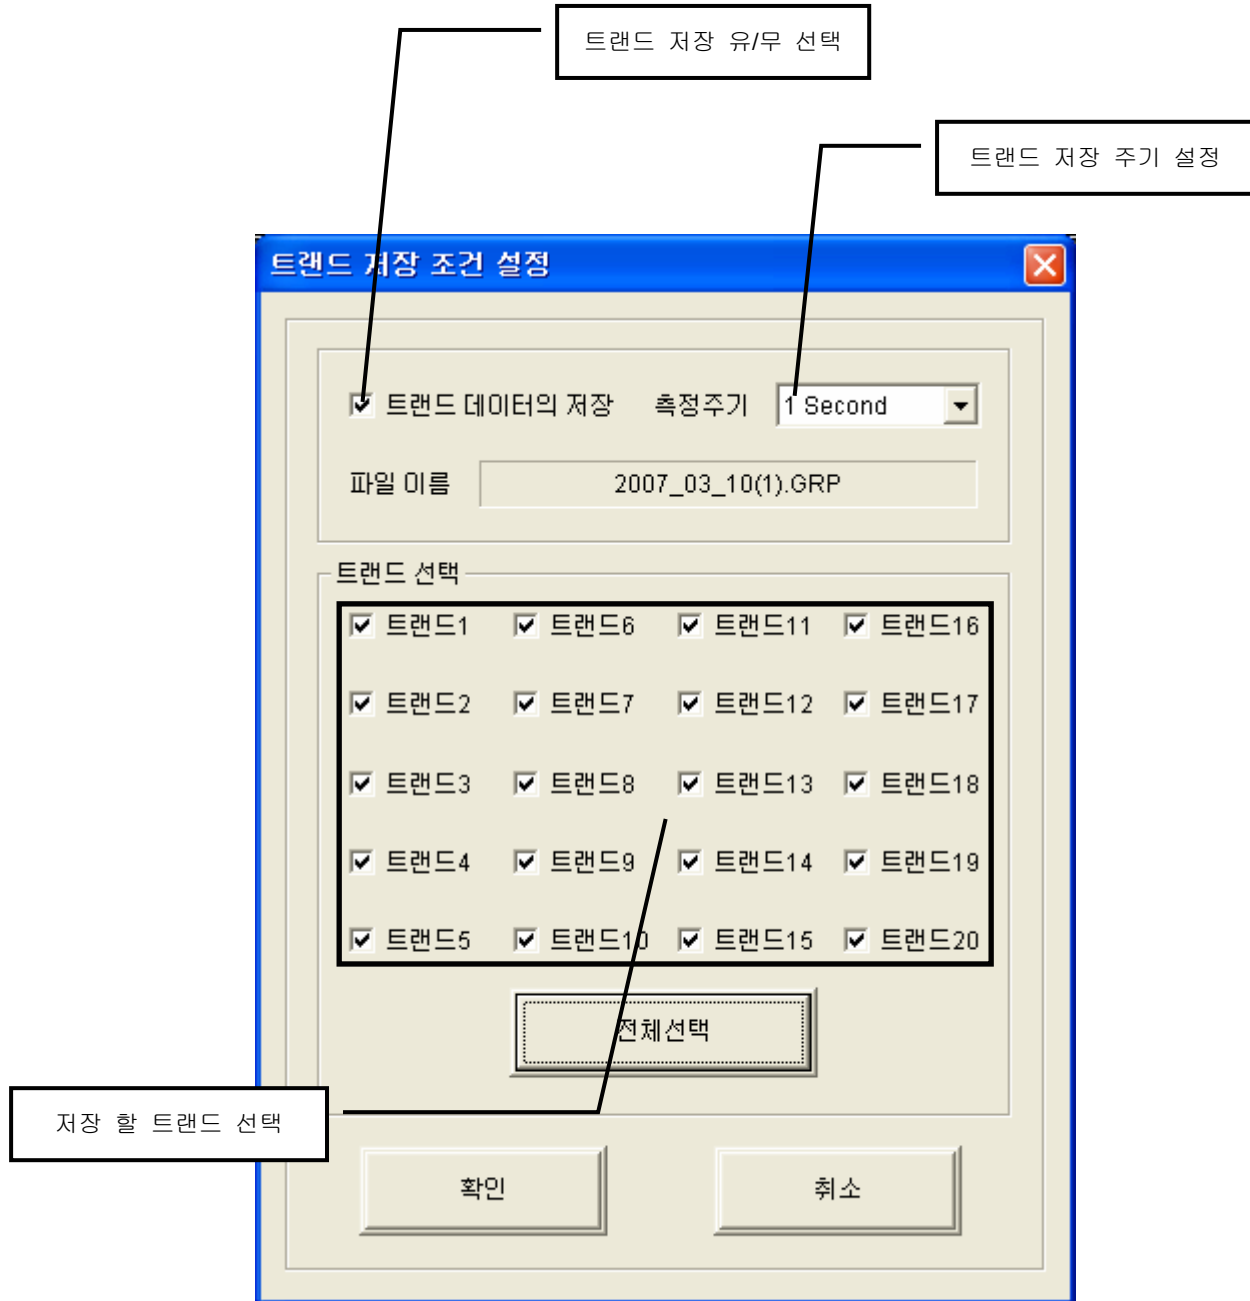 트랜드 저장 유/무 선택
트랜드 저장 주기 설정
트랜드 저장 조건 설정
트랜드 데이터의 저장 측정주기 1 Second
파일 이름 2007_03_10(1).GRP
트랜드 선택
트랜드1 트랜드6 트랜드11 트랜드16
트랜드2 트랜드7 트랜드12 트랜드17
트랜드3 트랜드8 트랜드13 트랜드18
트랜드4 트랜드9 트랜드14 트랜드19
트랜드5 트랜드10 트랜드15 트랜드20
전체선택
저장 할 트랜드 선택
확인 취소